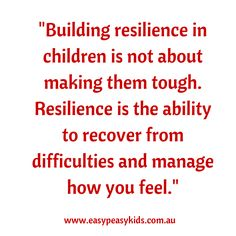 "Building resilience in
children is not about
making them tough.
Resilience is the ability
to recover from
difficulties and manage
how you feel."
www.easypeasykids.com.au